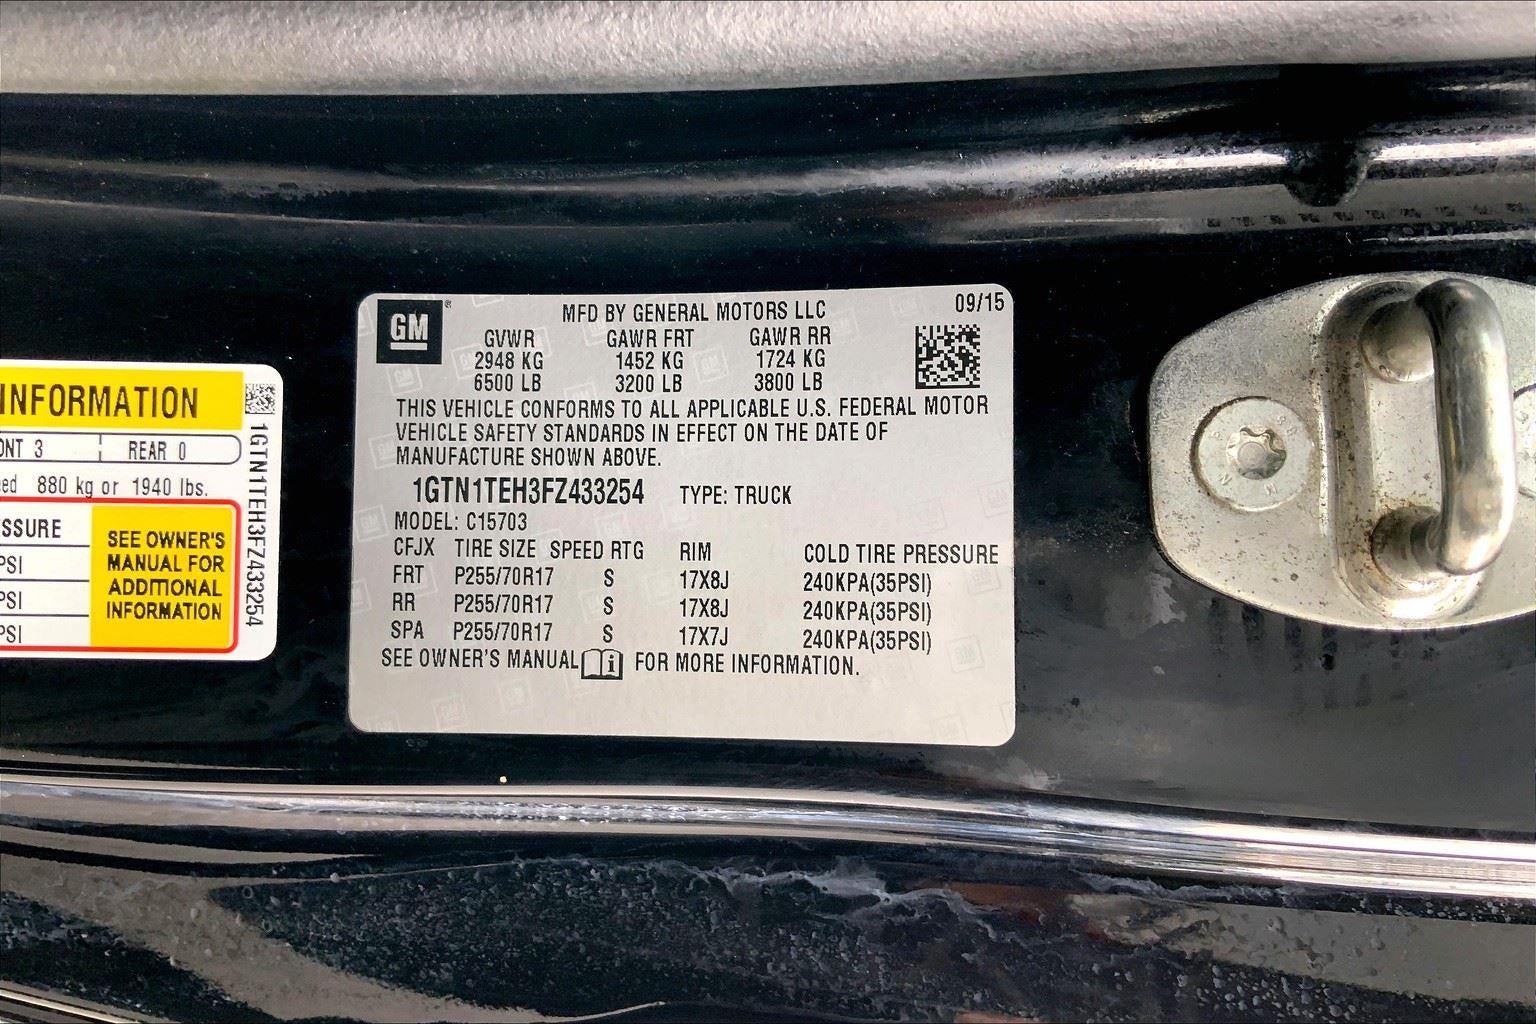 INFORMATION
ONT 3 REAR 0
ed 880 kg or 1940 lbs.
SSURE
PSI
PSI
PSI
SEE OWNER'S
MANUAL FOR
ADDITIONAL
INFORMATION
1GTN1TEH3FZ433254
GM®
MFD BY GENERAL MOTORS LLC 09/15
GVWR GAWR FRT GAWR RR
2948 KG 1452 KG 1724 KG
6500 LB 3200 LB 3800 LB
THIS VEHICLE CONFORMS TO ALL APPLICABLE U.S. FEDERAL MOTOR
VEHICLE SAFETY STANDARDS IN EFFECT ON THE DATE OF
MANUFACTURE SHOWN ABOVE.
1GTN1TEH3FZ433254 TYPE: TRUCK
MODEL: C15703
CFJX TIRE SIZE SPEED RTG RIM COLD TIRE PRESSURE
FRT P255/70R17 S 17X8J 240KPA(35PSI)
RR P255/70R17 S 17X8J 240KPA(35PSI)
SPA P255/70R17 S 17X7J 240KPA(35PSI)
SEE OWNER'S MANUAL i FOR MORE INFORMATION.